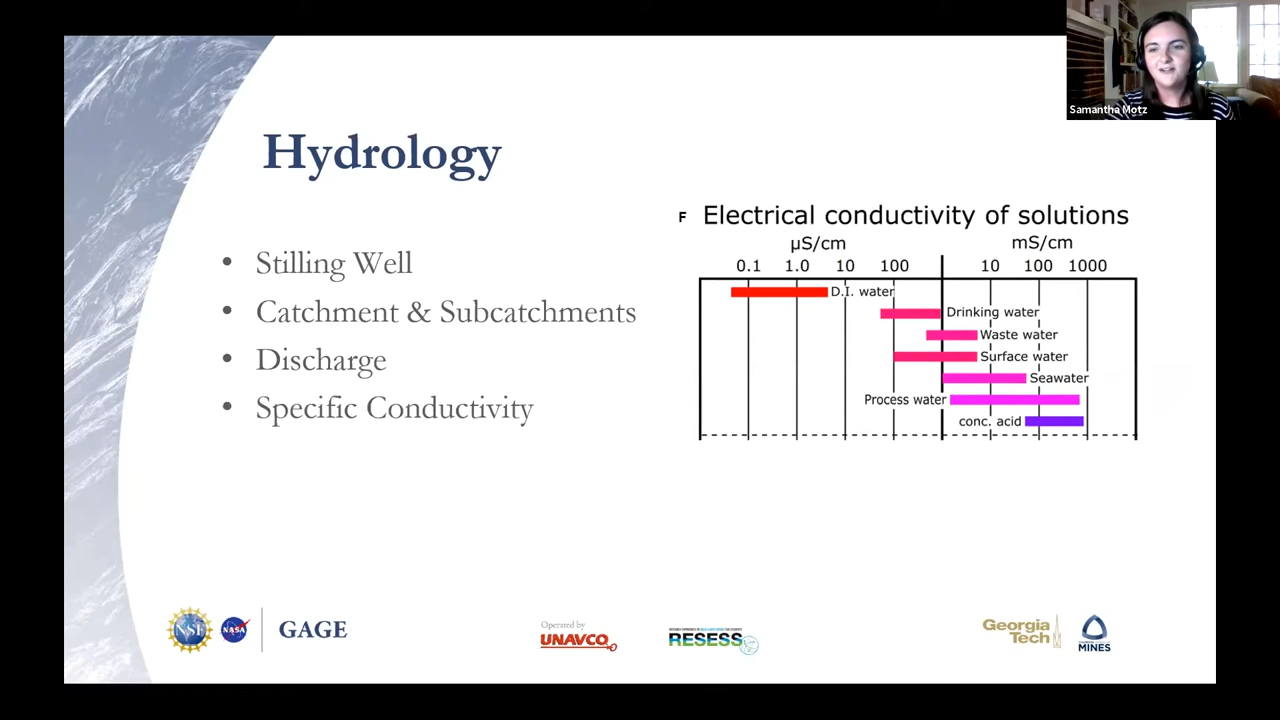 Samantha Motz
Hydrology
• Stilling Well
• Catchment & Subcatchments
• Discharge
• Specific Conductivity
F Electrical conductivity of solutions
µS/cm mS/cm
0.1 1.0 10 100 10 100 1000
D.I. water
Drinking water
Waste water
Surface water
Seawater
Process water
conc. acid
NSF NASA GAGE
Operated by
UNAVCO
RESESS
Georgia
Tech
MINES